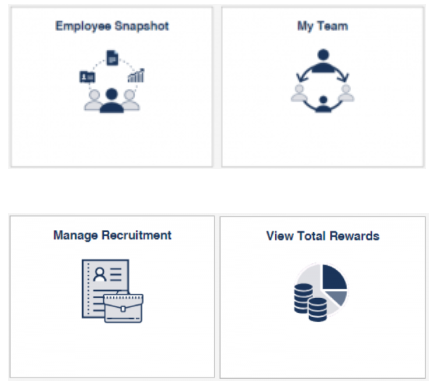 Employee Snapshot
My Team
Manage Recruitment
View Total Rewards